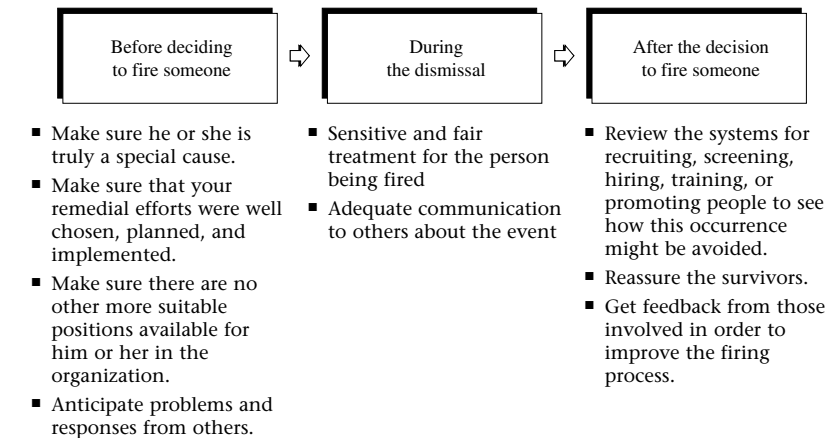 Before deciding
to fire someone
During
the dismissal
After the decision
to fire someone
■ Make sure he or she is
truly a special cause.
■ Make sure that your
remedial efforts were well
chosen, planned, and
implemented.
■ Make sure there are no
other more suitable
positions available for
him or her in the
organization.
■ Anticipate problems and
responses from others.
■ Sensitive and fair
treatment for the person
being fired
■ Adequate communication
to others about the event
■ Review the systems for
recruiting, screening,
hiring, training, or
promoting people to see
how this occurrence
might be avoided.
■ Reassure the survivors.
■ Get feedback from those
involved in order to
improve the firing
process.